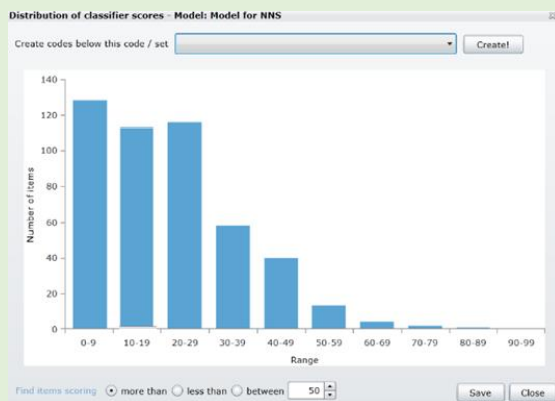 Distribution of classifier scores - Model: Model for NNS
Create codes below this code / set
Create!
140
120
100
80
60
40
20
0
Number of items
0-9 10-19 20-29 30-39 40-49 50-59 60-69 70-79 80-89 90-99
Range
Find items scoring more than less than between 50
Save Close